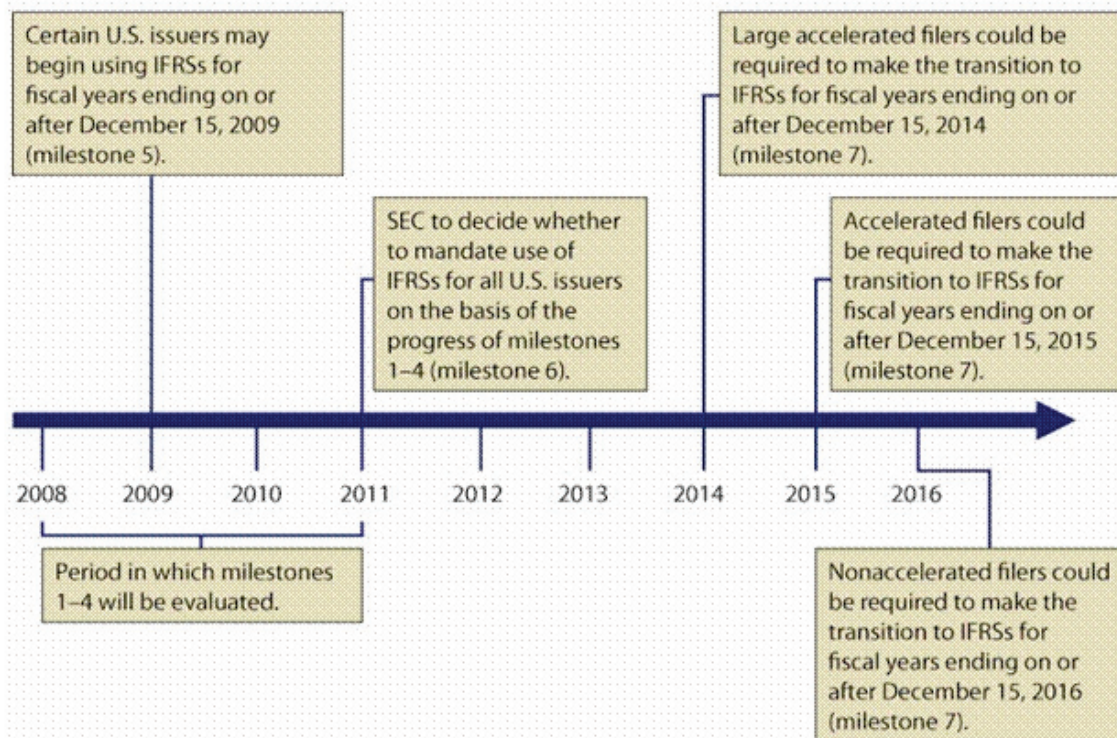 Certain U.S. issuers may
begin using IFRSs for
fiscal years ending on or
after December 15, 2009
(milestone 5).
Large accelerated filers could be
required to make the transition to
IFRSs for fiscal years ending on or
after December 15, 2014
(milestone 7).
SEC to decide whether
to mandate use of
IFRSs for all U.S. issuers
on the basis of the
progress of milestones
1–4 (milestone 6).
Accelerated filers could
be required to make the
transition to IFRSs for
fiscal years ending on or
after December 15, 2015
(milestone 7).
2008 2009 2010 2011 2012 2013 2014 2015 2016
Period in which milestones
1–4 will be evaluated.
Nonaccelerated filers could
be required to make the
transition to IFRSs for
fiscal years ending on or
after December 15, 2016
(milestone 7).